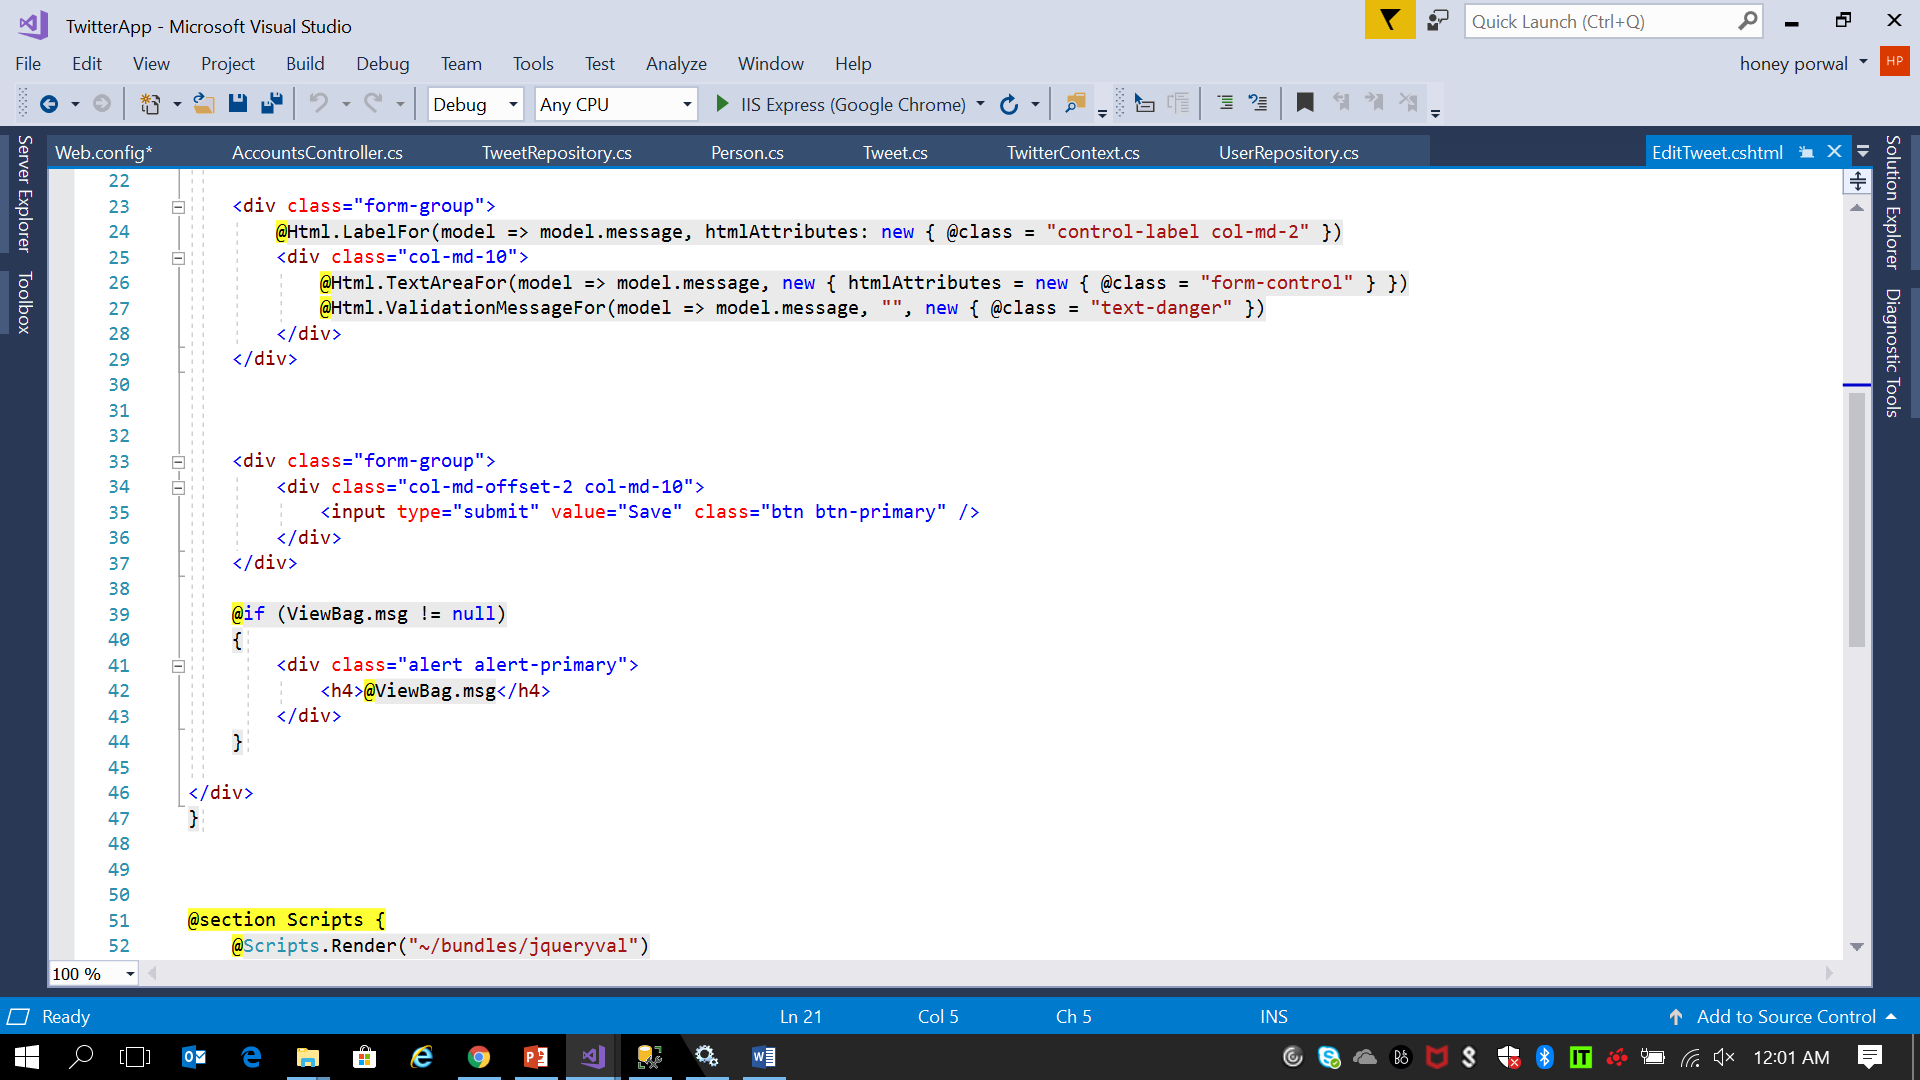 TwitterApp - Microsoft Visual Studio
Quick Launch (Ctrl+Q)
File Edit View Project Build Debug Team Tools Test Analyze Window Help
honey porwal HP
Debug Any CPU IIS Express (Google Chrome)
Web.config* AccountsController.cs TweetRepository.cs Person.cs Tweet.cs TwitterContext.cs UserRepository.cs EditTweet.cshtml
Server Explorer
Toolbox
Solution Explorer
Diagnostic Tools
22
23 <div class="form-group">
24 @Html.LabelFor(model => model.message, htmlAttributes: new { @class = "control-label col-md-2" })
25 <div class="col-md-10">
26 @Html.TextAreaFor(model => model.message, new { htmlAttributes = new { @class = "form-control" } })
27 @Html.ValidationMessageFor(model => model.message, "", new { @class = "text-danger" })
28 </div>
29 </div>
30
31
32
33 <div class="form-group">
34 <div class="col-md-offset-2 col-md-10">
35 <input type="submit" value="Save" class="btn btn-primary" />
36 </div>
37 </div>
38
39 @if (ViewBag.msg != null)
40 {
41 <div class="alert alert-primary">
42 <h4>@ViewBag.msg</h4>
43 </div>
44 }
45
46 </div>
47 }
48
49
50
51 @section Scripts {
52 @Scripts.Render("~/bundles/jqueryval")
100 %
Ready Ln 21 Col 5 Ch 5 INS Add to Source Control
12:01 AM